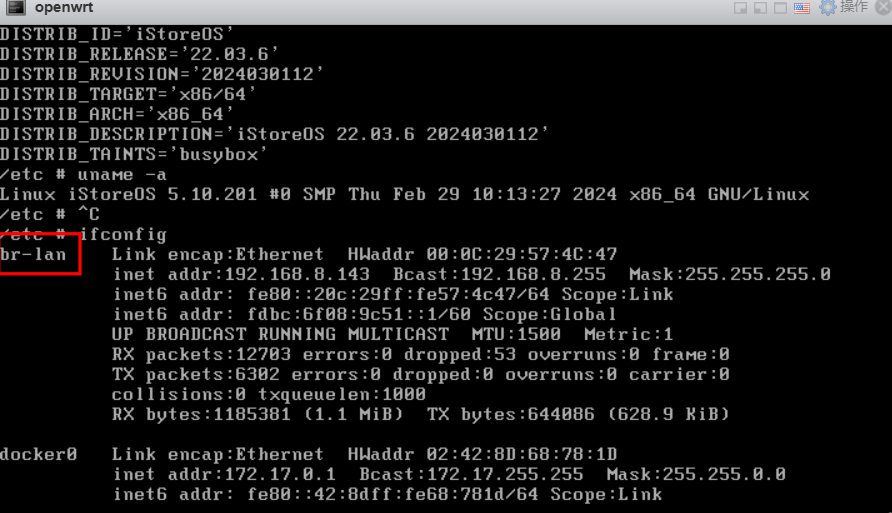 openwrt
操作
DISTRIB_ID='iStoreOS'
DISTRIB_RELEASE='22.03.6'
DISTRIB_REVISION='2024030112'
DISTRIB_TARGET='x86/64'
DISTRIB_ARCH='x86_64'
DISTRIB_DESCRIPTION='iStoreOS 22.03.6 2024030112'
DISTRIB_TAINTS='busybox'
/etc # uname -a
Linux iStoreOS 5.10.201 #0 SMP Thu Feb 29 10:13:27 2024 x86_64 GNU/Linux
/etc # ^C
/etc # ifconfig
br-lan Link encap:Ethernet HWaddr 00:0C:29:57:4C:47
inet addr:192.168.8.143 Bcast:192.168.8.255 Mask:255.255.255.0
inet6 addr: fe80::20c:29ff:fe57:4c47/64 Scope:Link
inet6 addr: fdbc:6f08:9c51::1/60 Scope:Global
UP BROADCAST RUNNING MULTICAST MTU:1500 Metric:1
RX packets:12703 errors:0 dropped:53 overruns:0 frame:0
TX packets:6302 errors:0 dropped:0 overruns:0 carrier:0
collisions:0 txqueuelen:1000
RX bytes:1185381 (1.1 MiB) TX bytes:644086 (628.9 KiB)
docker0 Link encap:Ethernet HWaddr 02:42:8D:68:78:1D
inet addr:172.17.0.1 Bcast:172.17.255.255 Mask:255.255.0.0
inet6 addr: fe80::42:8dff:fe68:781d/64 Scope:Link